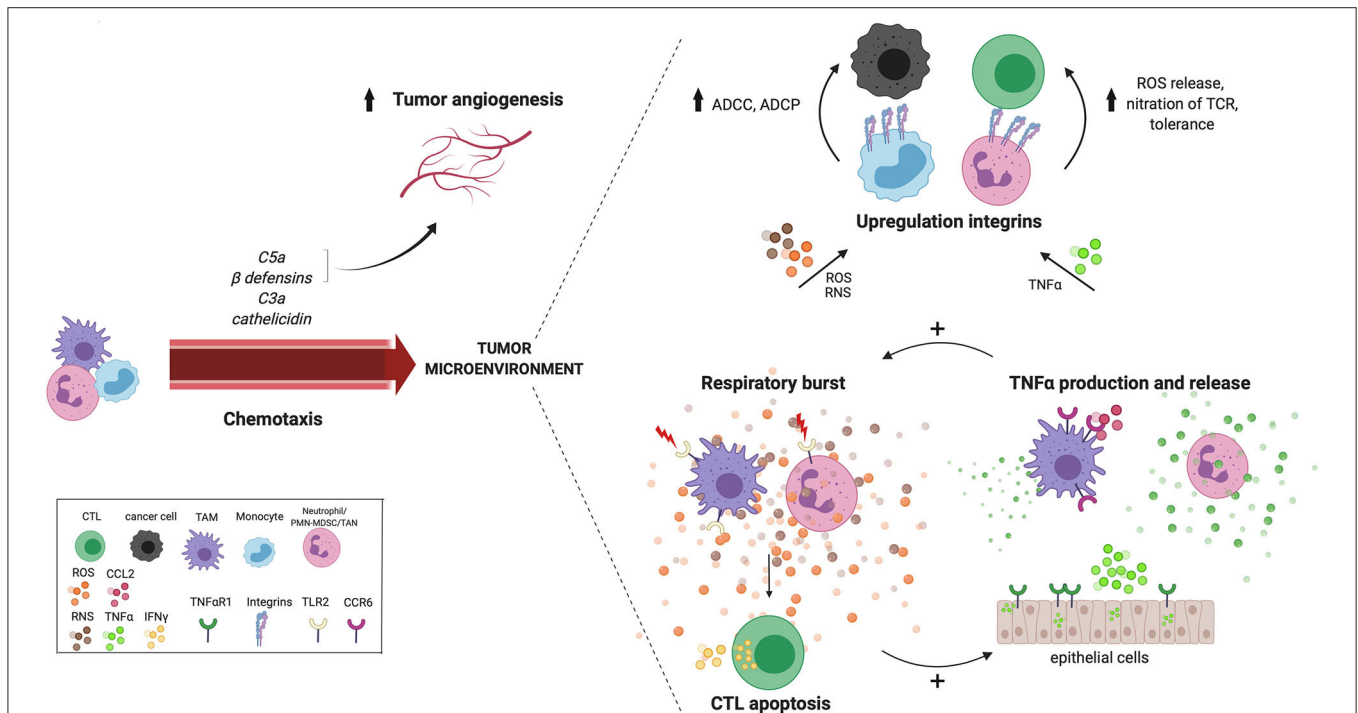 Tumor angiogenesis
C5a
β defensins
C3a
cathelicidin
Chemotaxis
TUMOR
MICROENVIRONMENT
ADCC, ADCP
ROS release,
nitration of TCR,
tolerance
Upregulation integrins
ROS
RNS
TNFα
+
Respiratory burst
TNFα production and release
CTL apoptosis
+
epithelial cells
CTL
cancer cell
TAM
Monocyte
Neutrophil/
PMN-MDSC/TAN
ROS
CCL2
RNS
TNFα
IFNγ
TNFαR1
Integrins
TLR2
CCR6